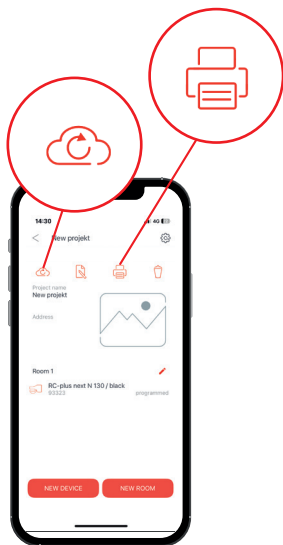 14:30 4G
New projekt
Project name
New projekt
Address
Room 1
RC-plus next N 130 / black
93323 programmed
NEW DEVICE NEW ROOM